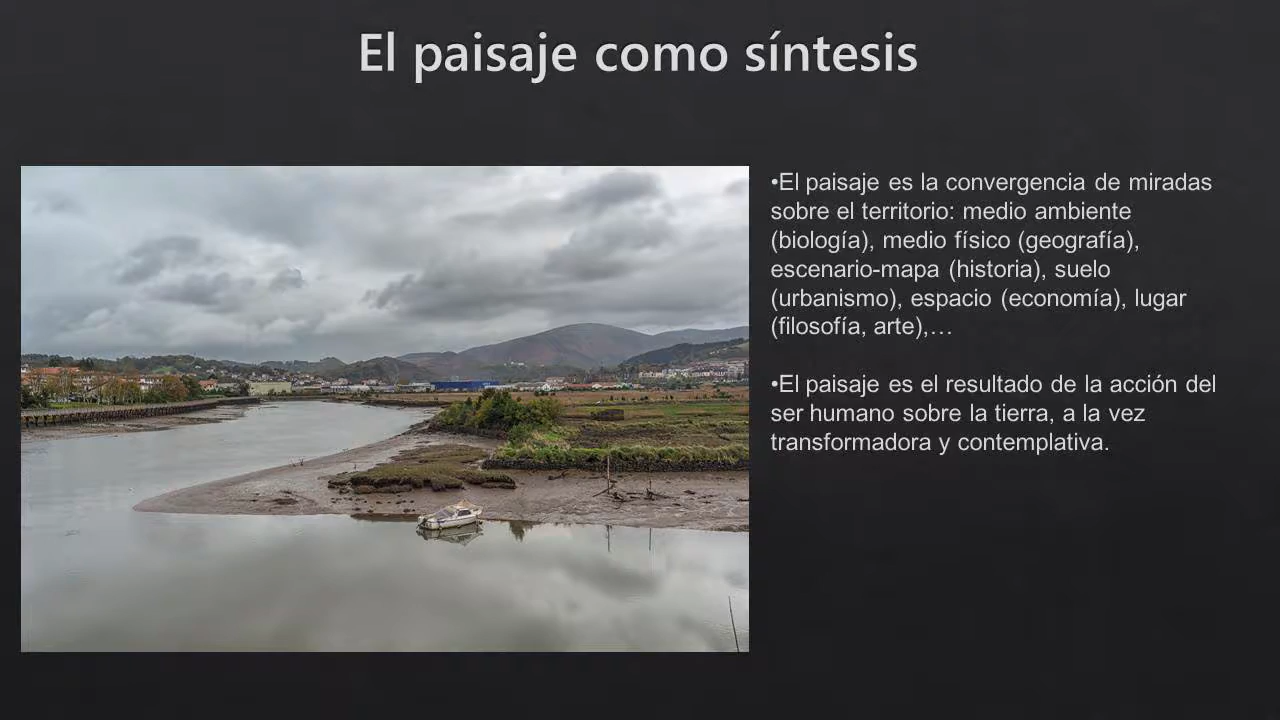 El paisaje como síntesis
•El paisaje es la convergencia de miradas
sobre el territorio: medio ambiente
(biología), medio físico (geografía),
escenario-mapa (historia), suelo
(urbanismo), espacio (economía), lugar
(filosofía, arte),…
•El paisaje es el resultado de la acción del
ser humano sobre la tierra, a la vez
transformadora y contemplativa.